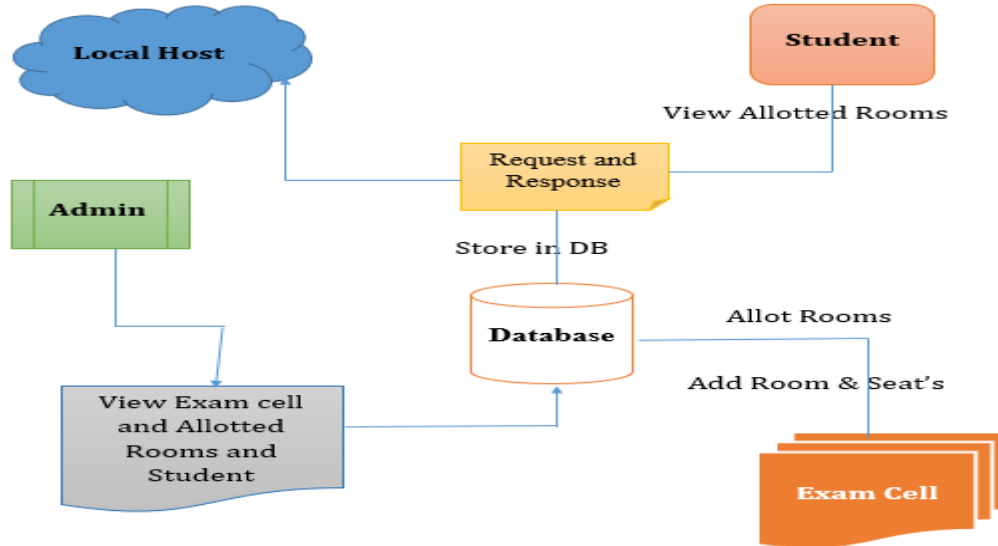 Local Host
Student
View Allotted Rooms
Request and
Response
Admin
Store in DB
Database
Allot Rooms
Add Room & Seat's
View Exam cell
and Allotted
Rooms and
Student
Exam Cell